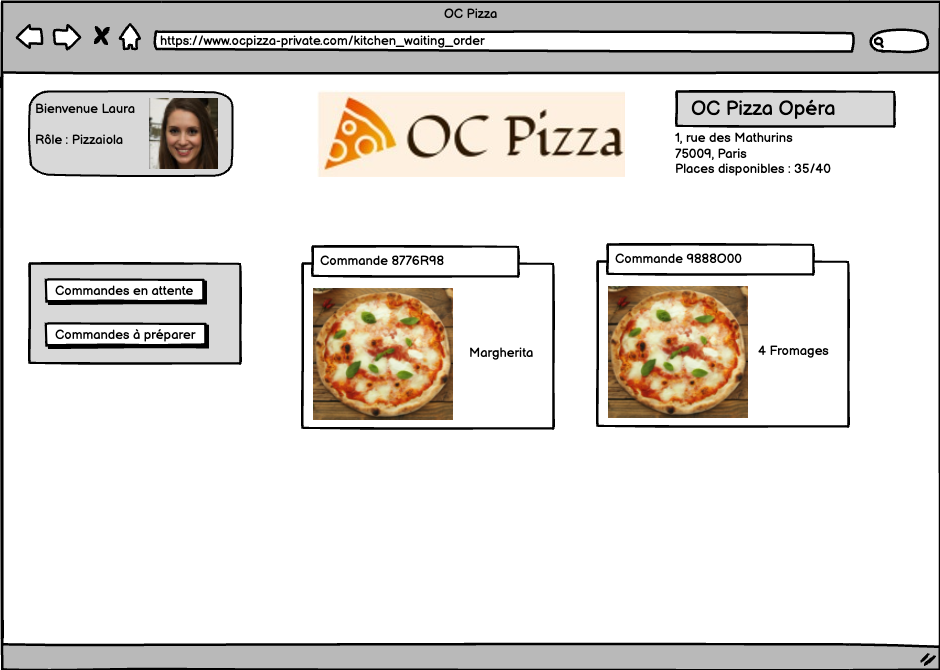 OC Pizza
https://www.ocpizza-private.com/kitchen_waiting_order
Bienvenue Laura
Rôle : Pizzaiola
OC Pizza
OC Pizza Opéra
1, rue des Mathurins
75009, Paris
Places disponibles : 35/40
Commandes en attente
Commandes à préparer
Commande 8776R98
Margherita
Commande 9888O00
4 Fromages